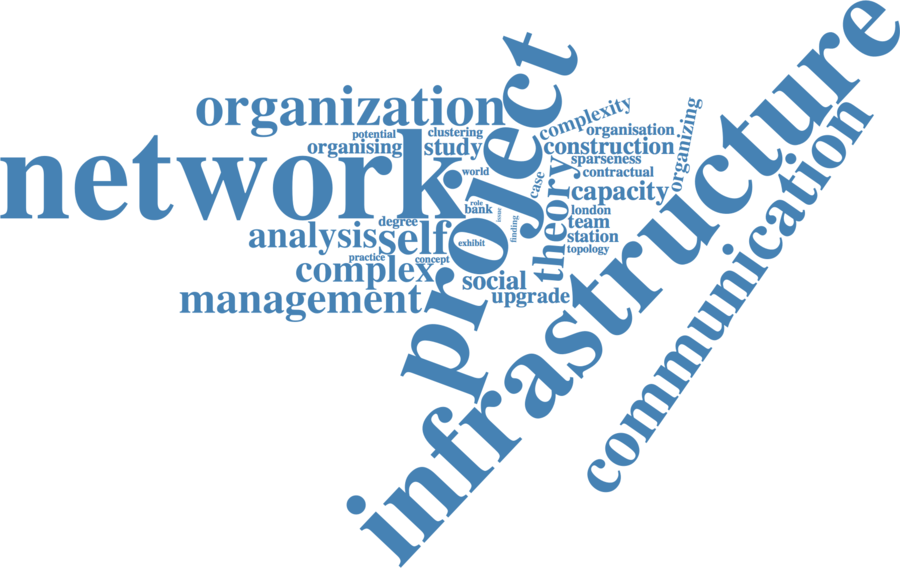 infrastructure
project
organization
complexity
organizing
communication
potential
clustering
organisation
organising
study
construction
network
sparseness
world
contractual
case
capacity
role
bank
issue
london
degree
finding
team
theory
analysis
self
exhibit
station
topology
practice
concept
complex
social
management
upgrade